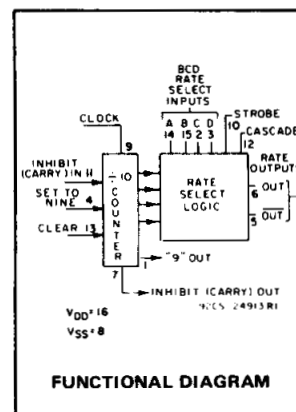 BCD
RATE
SELECT
INPUTS
A B C D
14 15 2 3
STROBE
10
CASCADE
12
CLOCK
9
INHIBIT
(CARRY) IN 11
SET TO
NINE 4
CLEAR 13
÷ 10
COUNTER
RATE
SELECT
LOGIC
RATE
OUTPUTS
6 OUT
5 OUT
1 "9" OUT
7
INHIBIT (CARRY) OUT
92CS-24913R1
VDD=16
VSS=8
FUNCTIONAL DIAGRAM